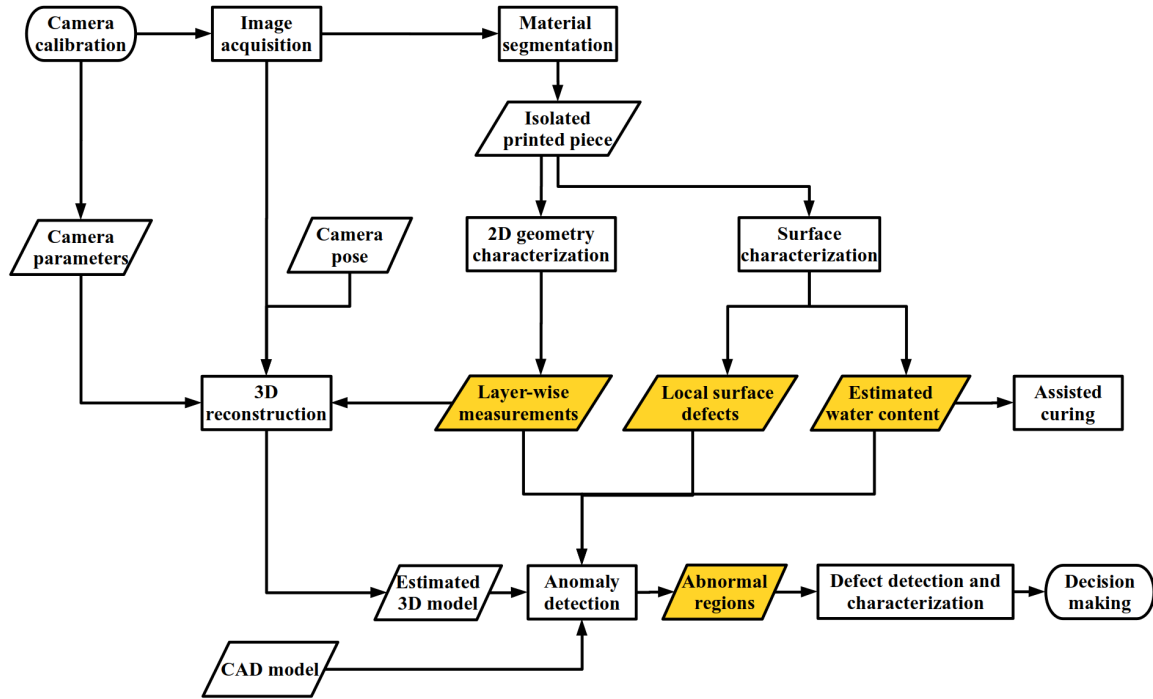 Camera
calibration
Image
acquisition
Material
segmentation
Isolated
printed piece
Camera
parameters
Camera
pose
2D geometry
characterization
Surface
characterization
3D
reconstruction
Layer-wise
measurements
Local surface
defects
Estimated
water content
Assisted
curing
Estimated
3D model
Anomaly
detection
Abnormal
regions
Defect detection and
characterization
Decision
making
CAD model